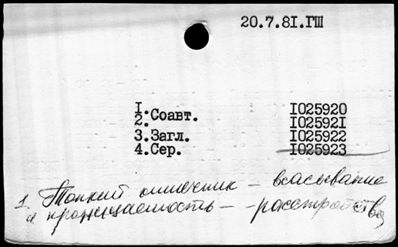 20.7.81.ГШ
1. Соавт. 1025920
2. 1025921
3. Загл. 1025922
4. Сер. 1025923
1. Тонкий кишечник - всасывание
и проницаемость - - расстройства